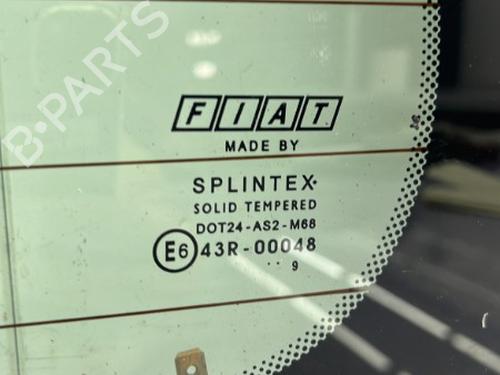 B-PARTS
FIAT
MADE BY
SPLINTEX
SOLID TEMPERED
DOT24-AS2-M68
E6 43R-00048
.. 9